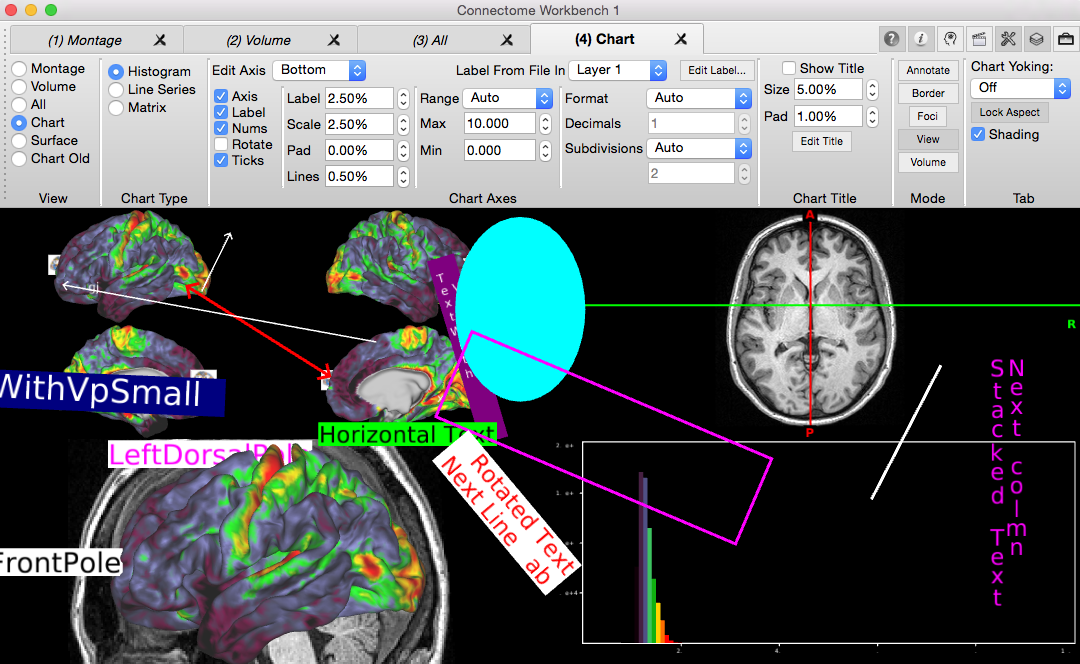 Connectome Workbench 1
(1) Montage
(2) Volume
(3) All
(4) Chart
Montage
Volume
All
Chart
Surface
Chart Old
View
Histogram
Line Series
Matrix
Chart Type
Edit Axis Bottom
Label From File In Layer 1 Edit Label...
Axis
Label
Nums
Rotate
Ticks
Label 2.50%
Scale 2.50%
Pad 0.00%
Lines 0.50%
Range Auto
Max 10.000
Min 0.000
Format Auto
Decimals 1
Subdivisions Auto
2
Chart Axes
Show Title
Size 5.00%
Pad 1.00%
Edit Title
Chart Title
Annotate
Border
Foci
View
Volume
Mode
Chart Yoking:
Off
Lock Aspect
Shading
Tab
A
R
P
gj
WithVpSmall
Horizontal Text
FrontPole
Rotated Text
Next Line ab
Stacked Text
Next colmn
2. e+
1. e+
. e+4
2.
4.
1 .